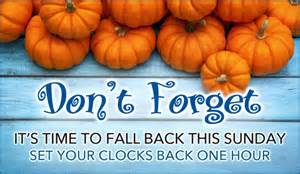 Don't Forget
IT'S TIME TO FALL BACK THIS SUNDAY
SET YOUR CLOCKS BACK ONE HOUR